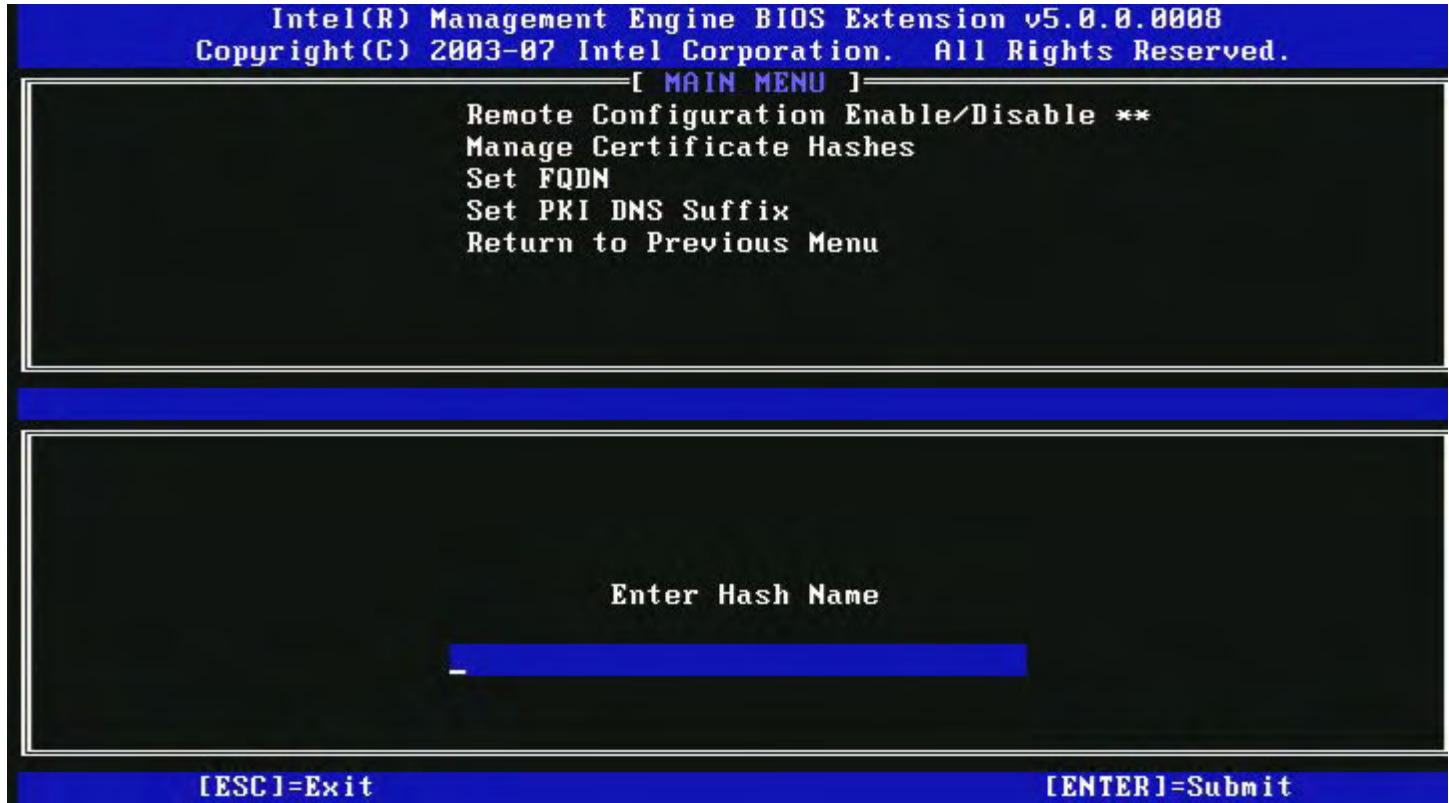 Intel(R) Management Engine BIOS Extension v5.0.0.0008
Copyright(C) 2003-07 Intel Corporation. All Rights Reserved.
[ MAIN MENU ]
Remote Configuration Enable/Disable **
Manage Certificate Hashes
Set FQDN
Set PKI DNS Suffix
Return to Previous Menu
Enter Hash Name
_
[ESC]=Exit [ENTER]=Submit